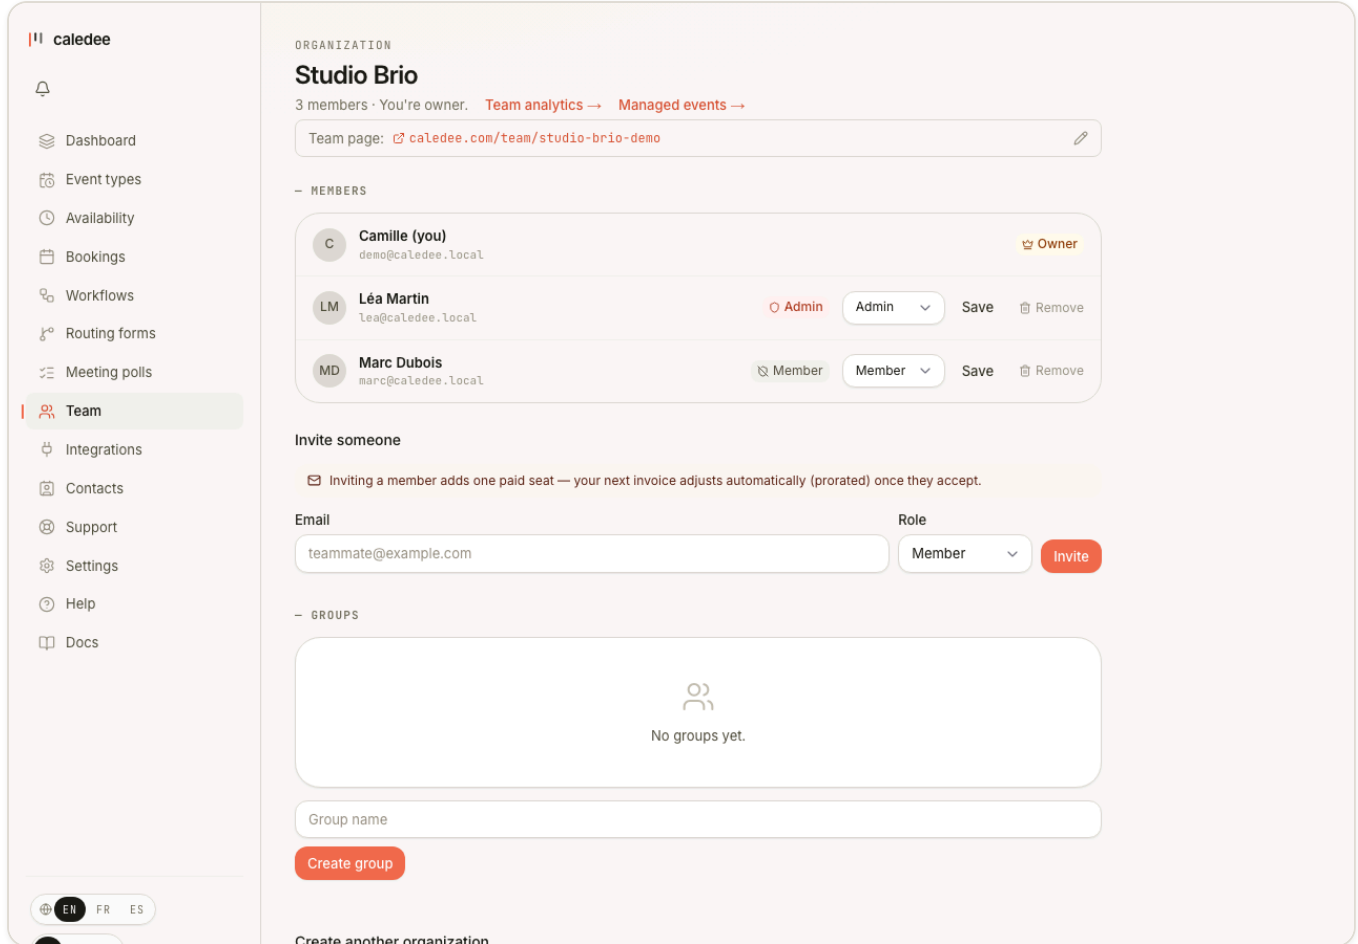 caledee
Dashboard
Event types
Availability
Bookings
Workflows
Routing forms
Meeting polls
Team
Integrations
Contacts
Support
Settings
Help
Docs
EN FR ES
ORGANIZATION
Studio Brio
3 members · You're owner. Team analytics → Managed events →
Team page: caledee.com/team/studio-brio-demo
— MEMBERS
C Camille (you) Owner
demo@caledee.local
LM Léa Martin Admin Admin Save Remove
lea@caledee.local
MD Marc Dubois Member Member Save Remove
marc@caledee.local
Invite someone
Inviting a member adds one paid seat — your next invoice adjusts automatically (prorated) once they accept.
Email Role
teammate@example.com Member Invite
— GROUPS
No groups yet.
Group name
Create group
Create another organization